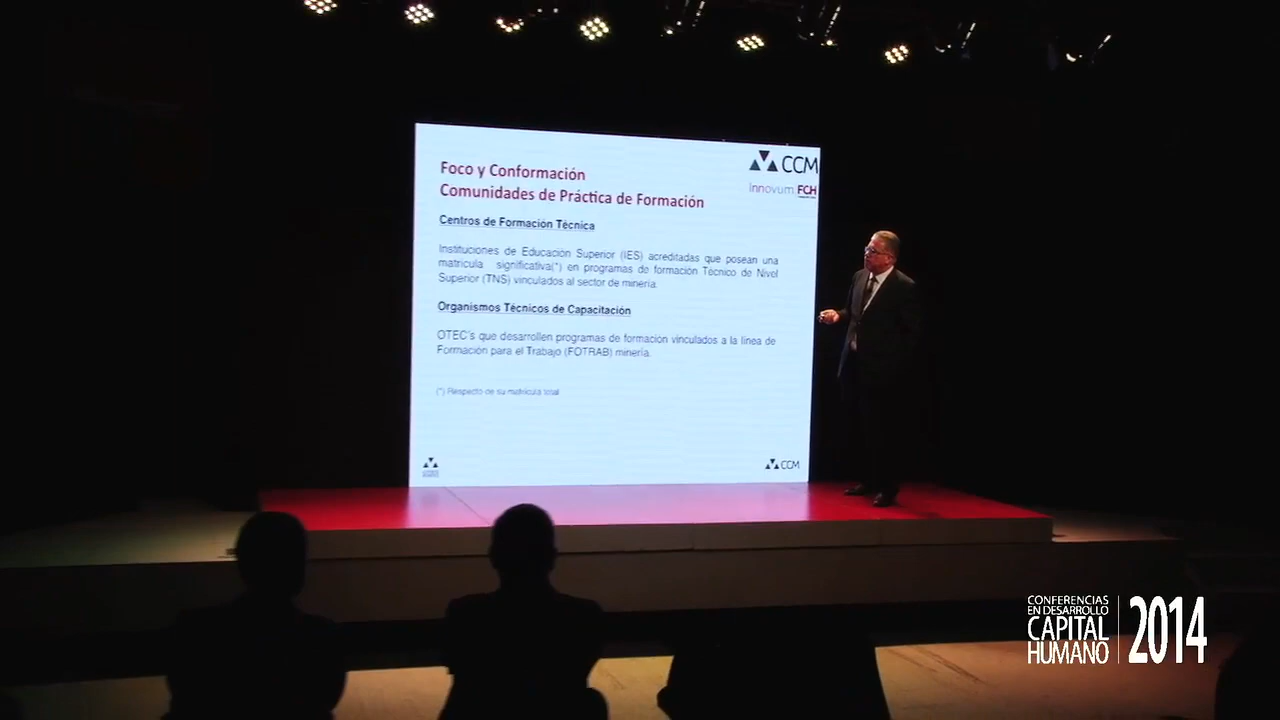 CCM
Innovum FCH
Foco y Conformación
Comunidades de Práctica de Formación
Centros de Formación Técnica
Instituciones de Educación Superior (IES) acreditadas que posean una
matrícula significativa(*) en programas de formación Técnico de Nivel
Superior (TNS) vinculados al sector de minería.
Organismos Técnicos de Capacitación
OTEC's que desarrollen programas de formación vinculados a la línea de
Formación para el Trabajo (FOTRAB) minería.
(*) Respecto de su matrícula total
CCM
CONFERENCIAS
EN DESARROLLO
CAPITAL
HUMANO
2014